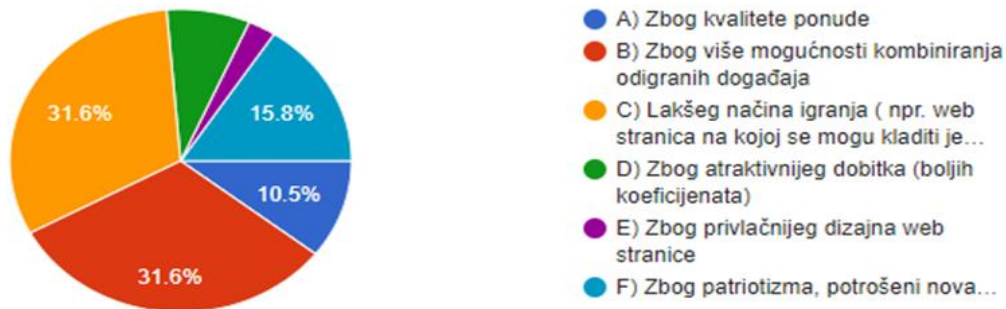 31.6%
15.8%
10.5%
31.6%
A) Zbog kvalitete ponude
B) Zbog više mogućnosti kombiniranja
odigranih događaja
C) Lakšeg načina igranja ( npr. web
stranica na kojoj se mogu kladiti je…
D) Zbog atraktivnijeg dobitka (boljih
koeficijenata)
E) Zbog privlačnijeg dizajna web
stranice
F) Zbog patriotizma, potrošeni nova…